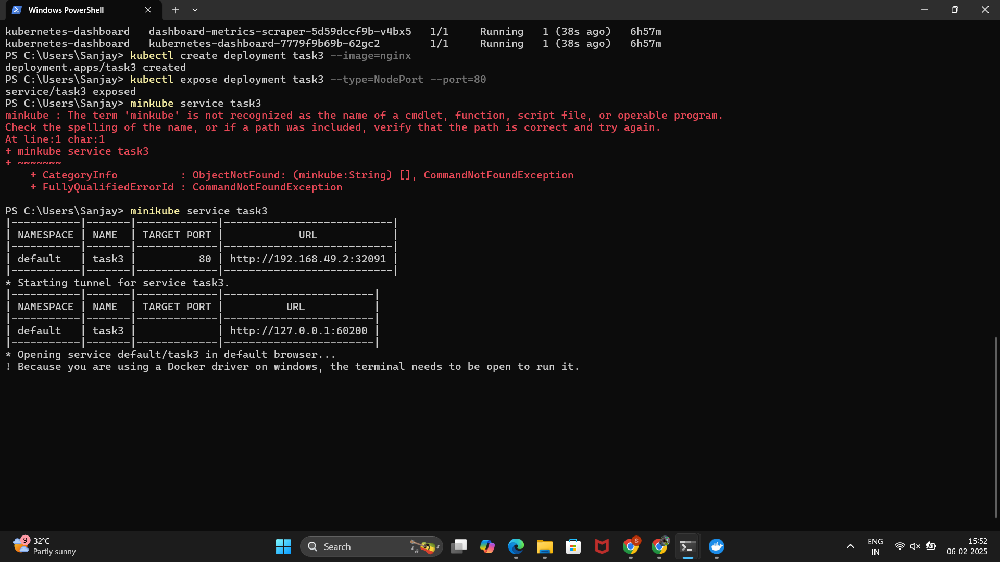 Windows PowerShell
kubernetes-dashboard   dashboard-metrics-scraper-5d59dccf9b-v4bx5   1/1     Running   1 (38s ago)   6h57m
kubernetes-dashboard   kubernetes-dashboard-7779f9b69b-62gc2        1/1     Running   1 (38s ago)   6h57m
PS C:\Users\Sanjay> kubectl create deployment task3 --image=nginx
deployment.apps/task3 created
PS C:\Users\Sanjay> kubectl expose deployment task3 --type=NodePort --port=80
service/task3 exposed
PS C:\Users\Sanjay> minkube service task3
minkube : The term 'minkube' is not recognized as the name of a cmdlet, function, script file, or operable program.
Check the spelling of the name, or if a path was included, verify that the path is correct and try again.
At line:1 char:1
+ minkube service task3
+ ~~~~~~~
    + CategoryInfo          : ObjectNotFound: (minkube:String) [], CommandNotFoundException
    + FullyQualifiedErrorId : CommandNotFoundException
PS C:\Users\Sanjay> minikube service task3
|-----------|-------|-------------|---------------------------|
| NAMESPACE | NAME  | TARGET PORT |            URL            |
|-----------|-------|-------------|---------------------------|
| default   | task3 |          80 | http://192.168.49.2:32091 |
|-----------|-------|-------------|---------------------------|
* Starting tunnel for service task3.
|-----------|-------|-------------|------------------------|
| NAMESPACE | NAME  | TARGET PORT |          URL           |
|-----------|-------|-------------|------------------------|
| default   | task3 |             | http://127.0.0.1:60200 |
|-----------|-------|-------------|------------------------|
* Opening service default/task3 in default browser...
! Because you are using a Docker driver on windows, the terminal needs to be open to run it.
9
32°C
Partly sunny
Search
S
ENG
IN
15:52
06-02-2025